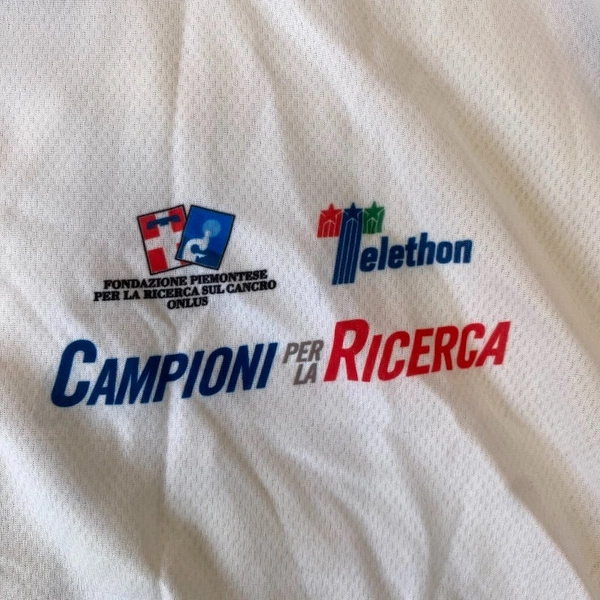 FONDAZIONE PIEMONTESE
PER LA RICERCA SUL CANCRO
ONLUS
Telethon
CAMPIONI PER LA RICERCA